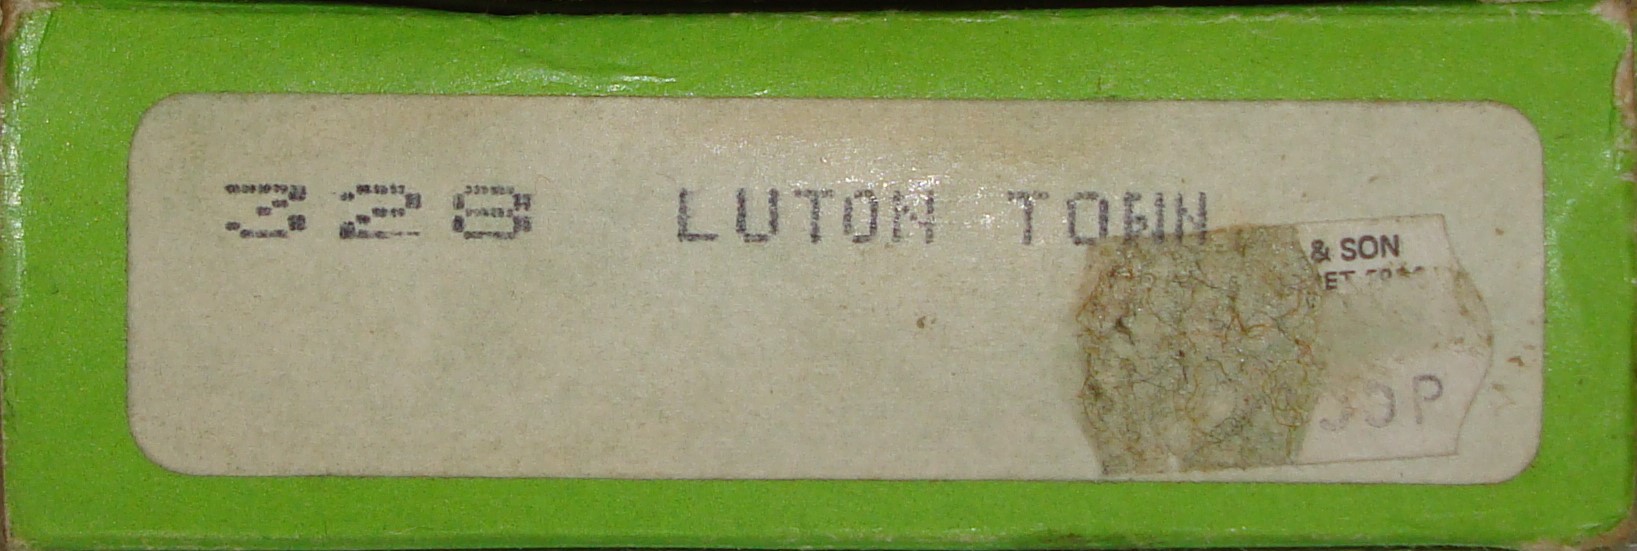 328 LUTON TOWN
& SON